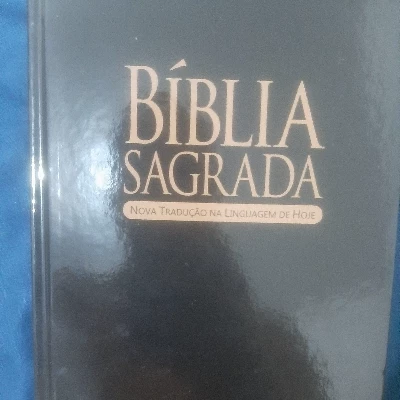 BÍBLIA
SAGRADA
NOVA TRADUÇÃO NA LINGUAGEM DE HOJE